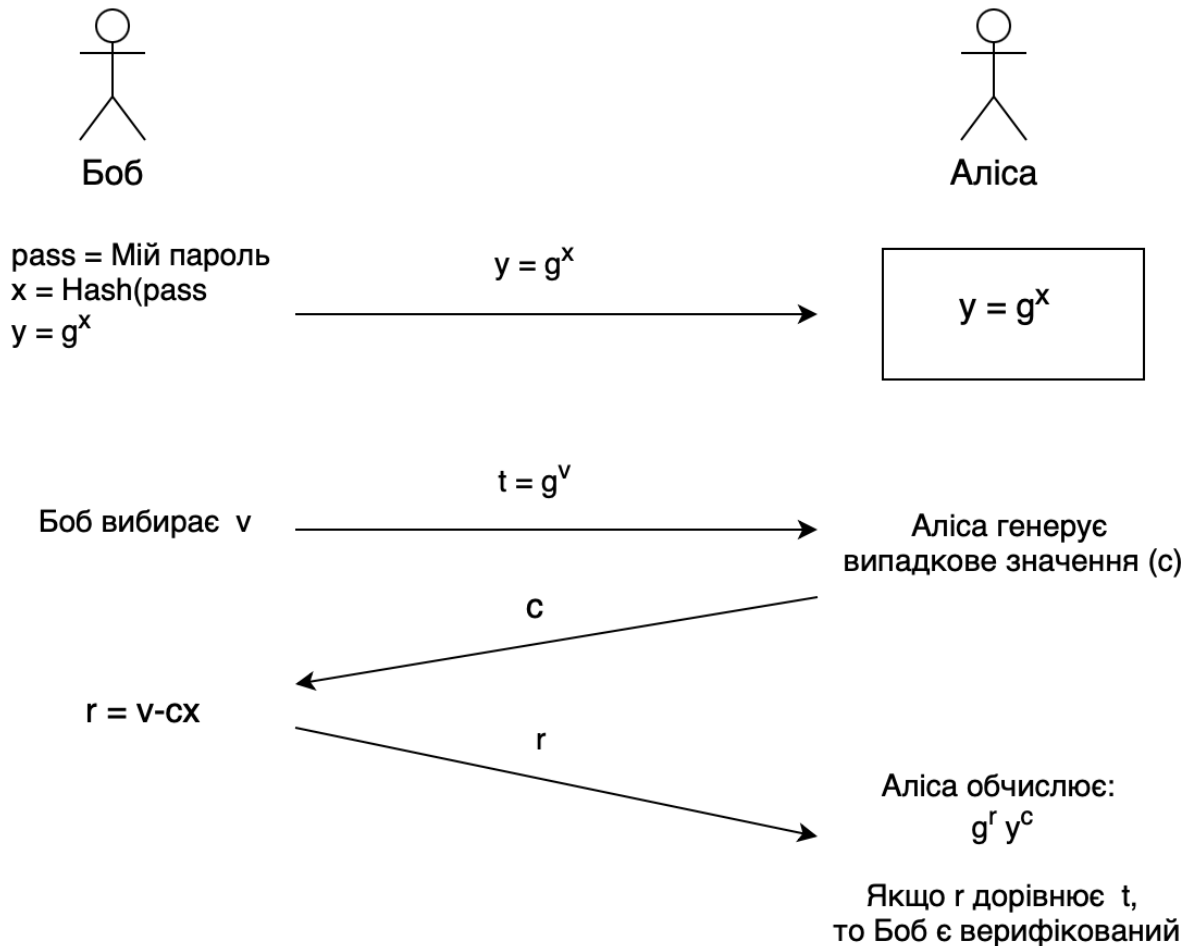 Боб
Аліса
pass = Мій пароль
x = Hash(pass
y = g^x
y = g^x
y = g^x
t = g^v
Боб вибирає v
Аліса генерує
випадкове значення (c)
c
r = v-cx
r
Аліса обчислює:
g^r y^c
Якщо r дорівнює t,
то Боб є верифікований